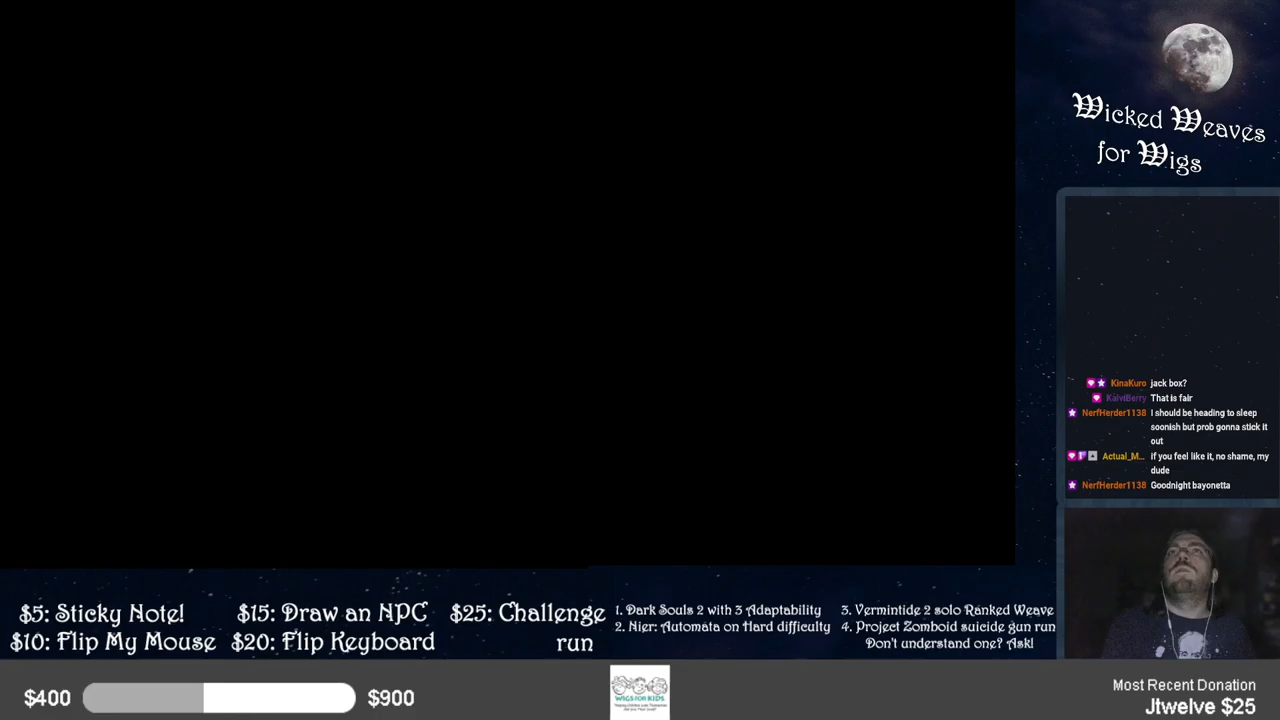 Wicked Weaves
for Wigs
KinaKuro jack box?
KaiviBerry That is fair
NerfHerder1138 I should be heading to sleep
soonish but prob gonna stick it
out
Actual_M... If you feel like it, no shame, my
dude
NerfHerder1138 Goodnight bayonetta
$5: Sticky Note! $15: Draw an NPC $25: Challenge
$10: Flip My Mouse $20: Flip Keyboard run
1. Dark Souls 2 with 3 Adaptability 3. Vermintide 2 solo Ranked Weave
2. Nier: Automata on Hard difficulty 4. Project Zomboid suicide gun run
Don't understand one? Ask!
$400 $900
WIGS FOR KIDS
Most Recent Donation
Jtwelve $25